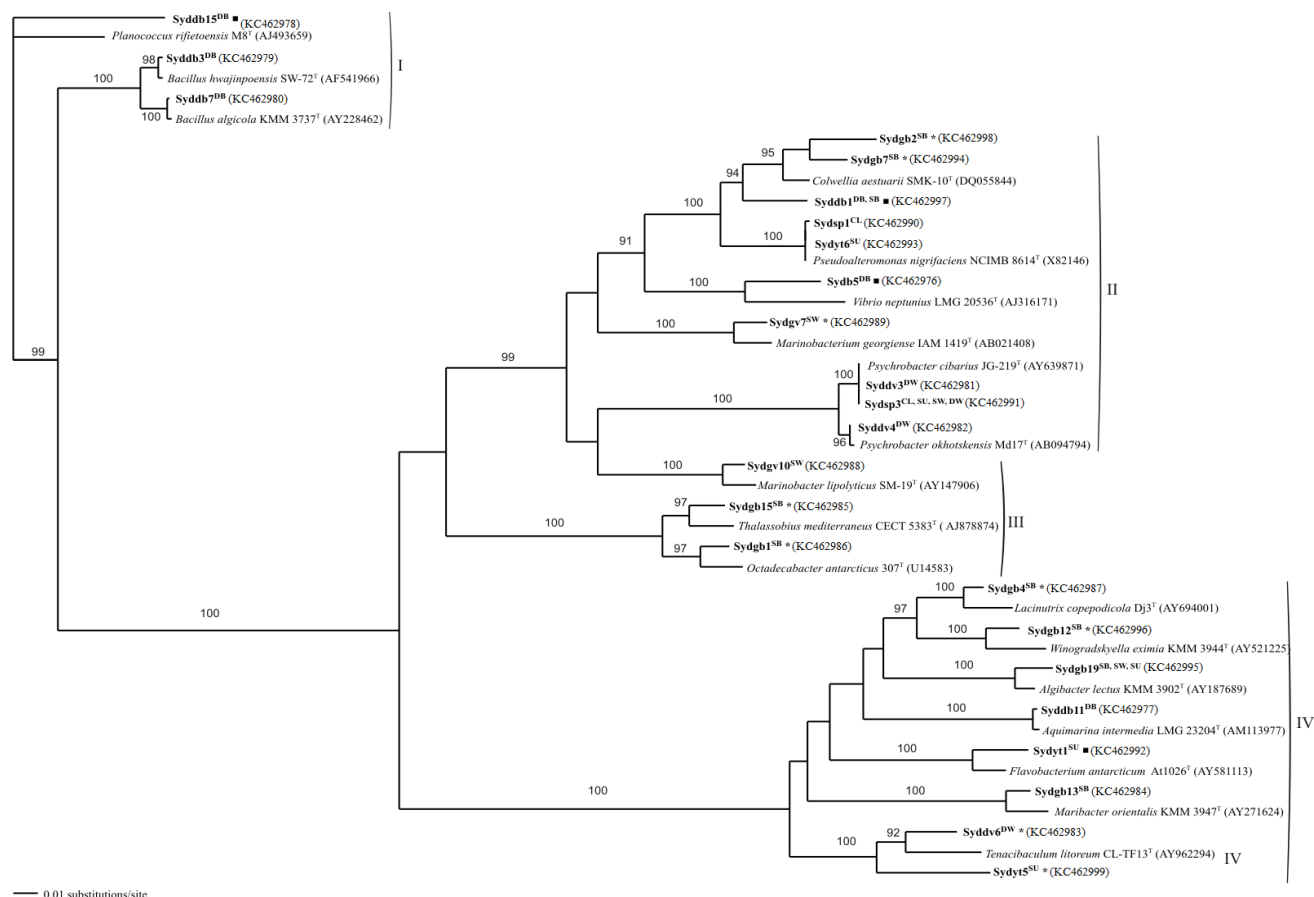 Syddb15ᴰᴮ ■ (KC462978)
Planococcus rifietoensis M8ᵀ (AJ493659)
98 Syddb3ᴰᴮ (KC462979)
I
100
Bacillus hwajinpoensis SW-72ᵀ (AF541966)
Syddb7ᴰᴮ (KC462980)
100 Bacillus algicola KMM 3737ᵀ (AY228462)
Sydgb2ˢᴮ * (KC462998)
95
Sydgb7ˢᴮ * (KC462994)
94
Colwellia aestuarii SMK-10ᵀ (DQ055844)
Syddb1ᴰᴮ, ˢᴮ ■ (KC462997)
100
Sydsp1ᶜᴸ (KC462990)
100 Sydyt6ˢᵁ (KC462993)
91
Pseudoalteromonas nigrifaciens NCIMB 8614ᵀ (X82146)
100 Sydb5ᴰᴮ ■ (KC462976)
II
Vibrio neptunius LMG 20536ᵀ (AJ316171)
100 Sydgv7ˢᵂ * (KC462989)
Marinobacterium georgiense IAM 1419ᵀ (AB021408)
99
99
Psychrobacter cibarius JG-219ᵀ (AY639871)
100
Syddv3ᴰᵂ (KC462981)
100
Sydsp3ᶜᴸ, ˢᵁ, ˢᵂ, ᴰᵂ (KC462991)
Syddv4ᴰᵂ (KC462982)
96 Psychrobacter okhotskensis Md17ᵀ (AB094794)
100 Sydgv10ˢᵂ (KC462988)
Marinobacter lipolyticus SM-19ᵀ (AY147906)
97 Sydgb15ˢᴮ * (KC462985)
100
Thalassobius mediterraneus CECT 5383ᵀ ( AJ878874)
III
97 Sydgb1ˢᴮ * (KC462986)
Octadecabacter antarcticus 307ᵀ (U14583)
100 Sydgb4ˢᴮ * (KC462987)
97
Lacinutrix copepodicola Dj3ᵀ (AY694001)
100
100 Sydgb12ˢᴮ * (KC462996)
Winogradskyella eximia KMM 3944ᵀ (AY521225)
100 Sydgb19ˢᴮ, ˢᵂ, ˢᵁ (KC462995)
Algibacter lectus KMM 3902ᵀ (AY187689)
100 Syddb11ᴰᴮ (KC462977)
IV
Aquimarina intermedia LMG 23204ᵀ (AM113977)
100 Sydyt1ˢᵁ ■ (KC462992)
Flavobacterium antarcticum At1026ᵀ (AY581113)
100
100 Sydgb13ˢᴮ (KC462984)
Maribacter orientalis KMM 3947ᵀ (AY271624)
92 Syddv6ᴰᵂ * (KC462983)
100
Tenacibaculum litoreum CL-TF13ᵀ (AY962294) IV
Sydyt5ˢᵁ * (KC462999)
0.01 substitutions/site